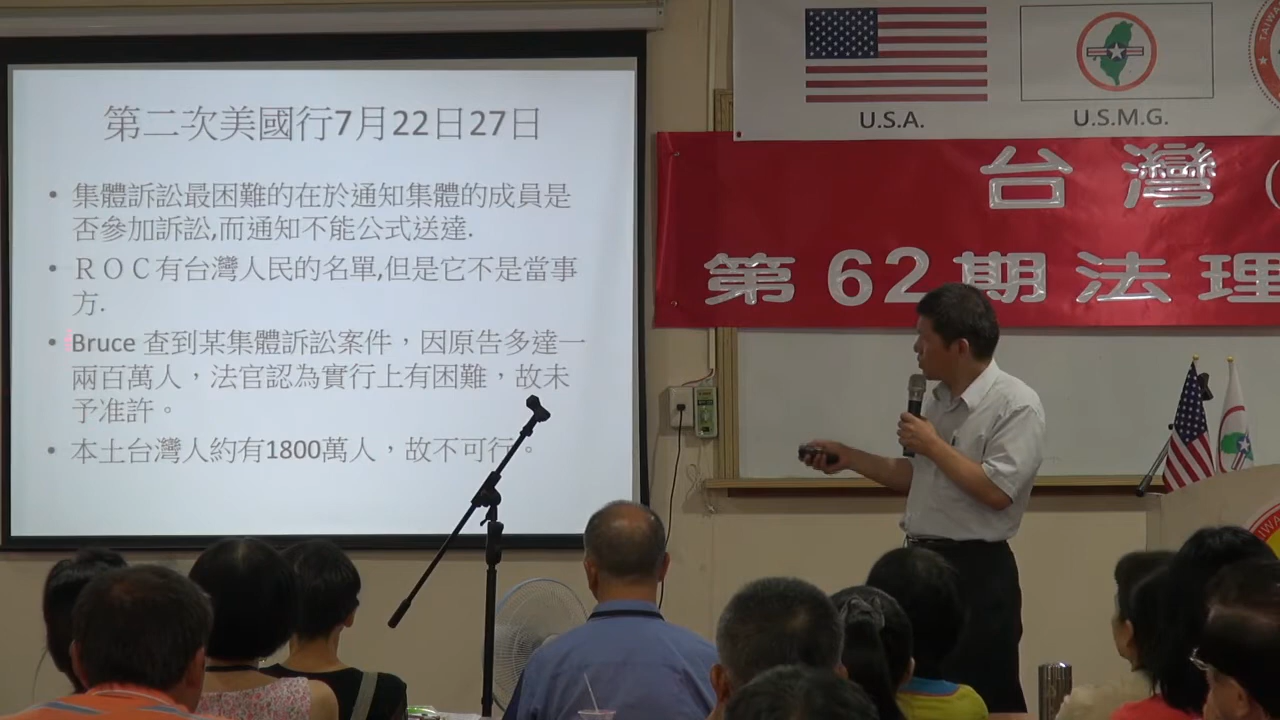 第二次美國行7月22日27日
• 集體訴訟最困難的在於通知集體的成員是
否參加訴訟,而通知不能公式送達.
• ＲＯＣ有台灣人民的名單,但是它不是當事
方.
• Bruce 查到某集體訴訟案件，因原告多達一
兩百萬人，法官認為實行上有困難，故未
予准許。
• 本土台灣人約有1800萬人，故不可行。
U.S.A.
U.S.M.G.
TAIWA
台灣
第62期法理